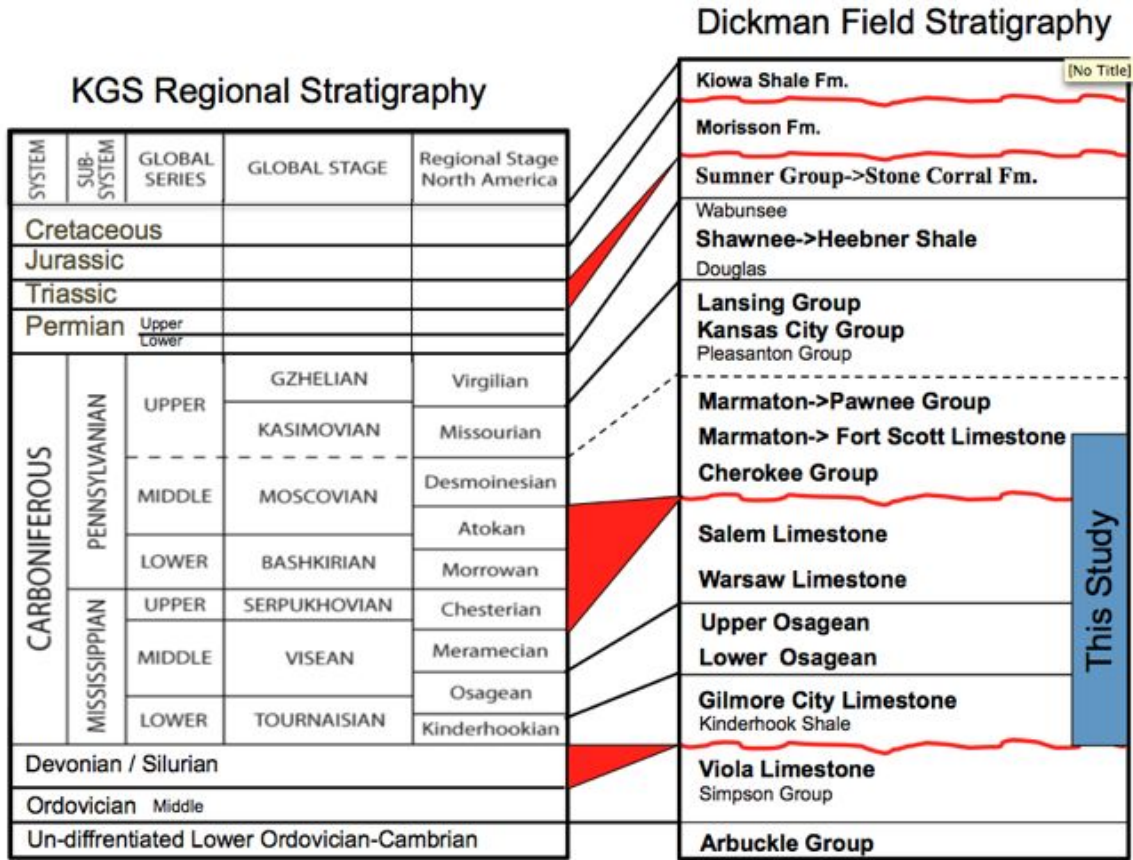 Dickman Field Stratigraphy
[No Title]
KGS Regional Stratigraphy
SYSTEM
SUB-
SYSTEM
GLOBAL
SERIES
GLOBAL STAGE
Regional Stage
North America
Cretaceous
Jurassic
Triassic
Permian Upper
Lower
CARBONIFEROUS
PENNSYLVANIAN
MISSISSIPPIAN
UPPER
MIDDLE
LOWER
UPPER
MIDDLE
LOWER
GZHELIAN
KASIMOVIAN
MOSCOVIAN
BASHKIRIAN
SERPUKHOVIAN
VISEAN
TOURNAISIAN
Virgilian
Missourian
Desmoinesian
Atokan
Morrowan
Chesterian
Meramecian
Osagean
Kinderhookian
Devonian / Silurian
Ordovician Middle
Un-diffrentiated Lower Ordovician-Cambrian
Kiowa Shale Fm.
Morisson Fm.
Sumner Group->Stone Corral Fm.
Wabunsee
Shawnee->Heebner Shale
Douglas
Lansing Group
Kansas City Group
Pleasanton Group
Marmaton->Pawnee Group
Marmaton-> Fort Scott Limestone
Cherokee Group
Salem Limestone
Warsaw Limestone
Upper Osagean
Lower Osagean
Gilmore City Limestone
Kinderhook Shale
Viola Limestone
Simpson Group
Arbuckle Group
This Study